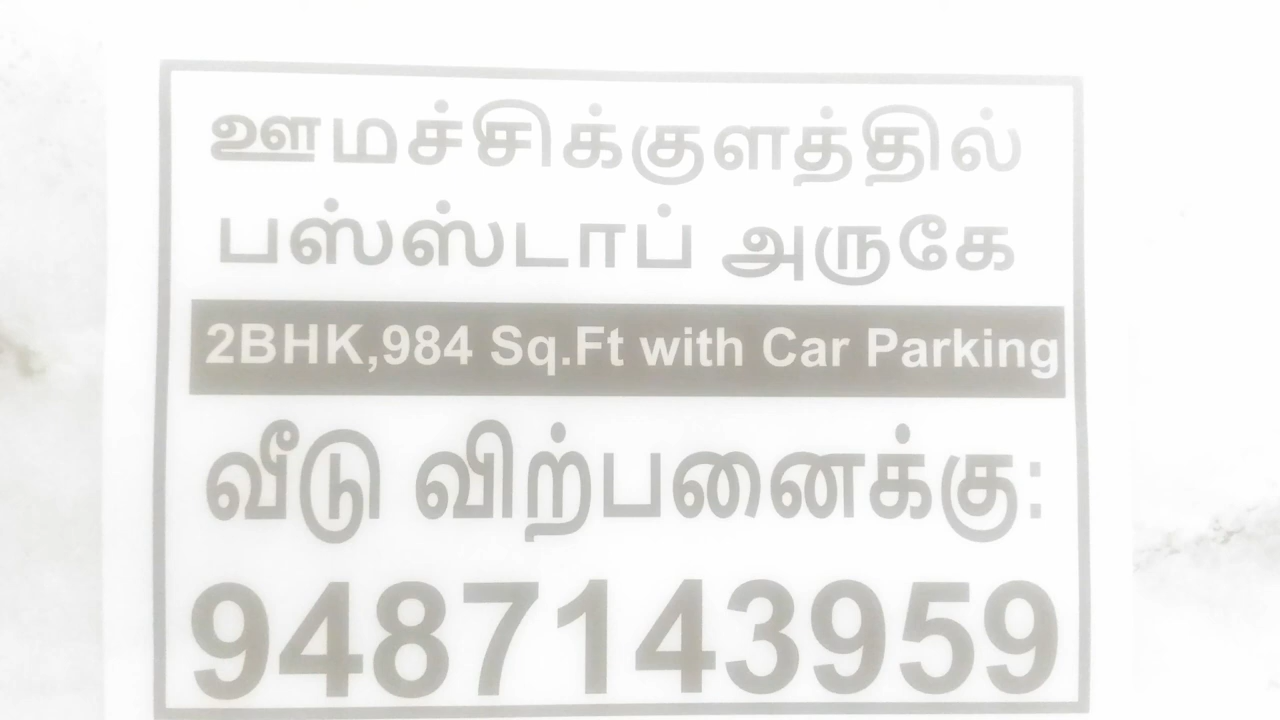 ஊமச்சிக்குளத்தில்
பஸ்ஸ்டாப் அருகே
2BHK,984 Sq.Ft with Car Parking
வீடு விற்பனைக்கு:
9487143959